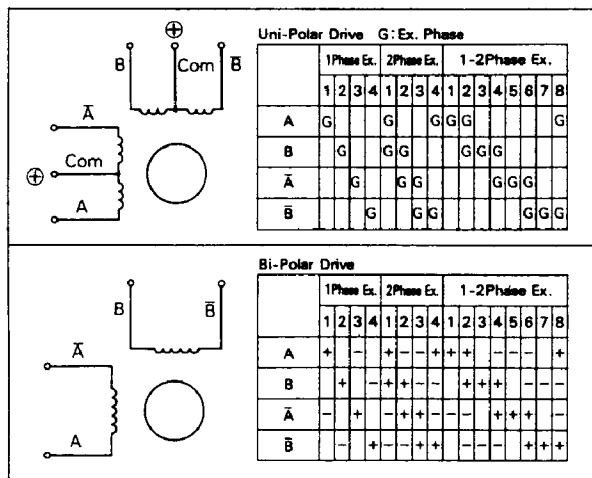 ⊕
B Com B̄
Ā
Com
⊕
A
Uni-Polar Drive G: Ex. Phase
1Phase Ex. 2Phase Ex. 1-2Phase Ex.
1 2 3 4 1 2 3 4 1 2 3 4 5 6 7 8
A G G G G G G
B G G G G G G
Ā G G G G G G
B̄ G G G G G G
B B̄
Ā
A
Bi-Polar Drive
1Phase Ex. 2Phase Ex. 1-2Phase Ex.
1 2 3 4 1 2 3 4 1 2 3 4 5 6 7 8
A + - + - - + + + - - - +
B + - + + - - + + + - - -
Ā - + - + + - - - + + + -
B̄ - + - - + + - - - + + +